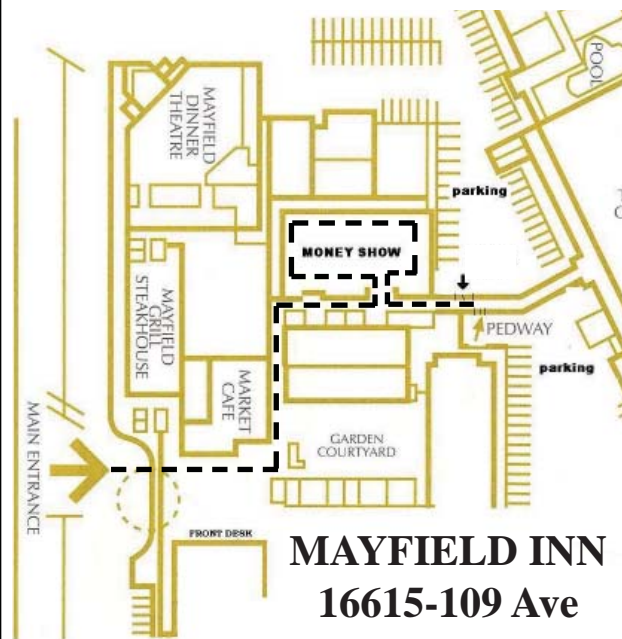 POOL
MAYFIELD
DINNER
THEATRE
parking
MONEY SHOW
MAYFIELD
GRILL
STEAKHOUSE
PEDWAY
parking
MARKET
CAFE
MAIN ENTRANCE
GARDEN
COURTYARD
FRONT DESK
MAYFIELD INN
16615-109 Ave